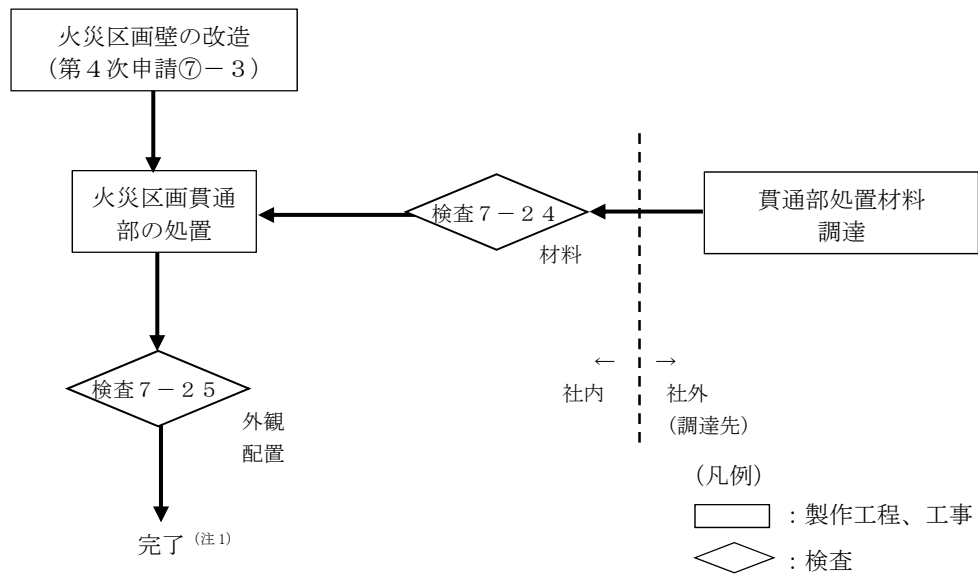 火災区画壁の改造
（第４次申請⑦－３）
火災区画貫通
部の処置
検査７－２４
材料
貫通部処置材料
調達
検査７－２５
外観
配置
← →
社内 社外
(調達先)
完了（注１）
(凡例)
：製作工程、工事
：検査